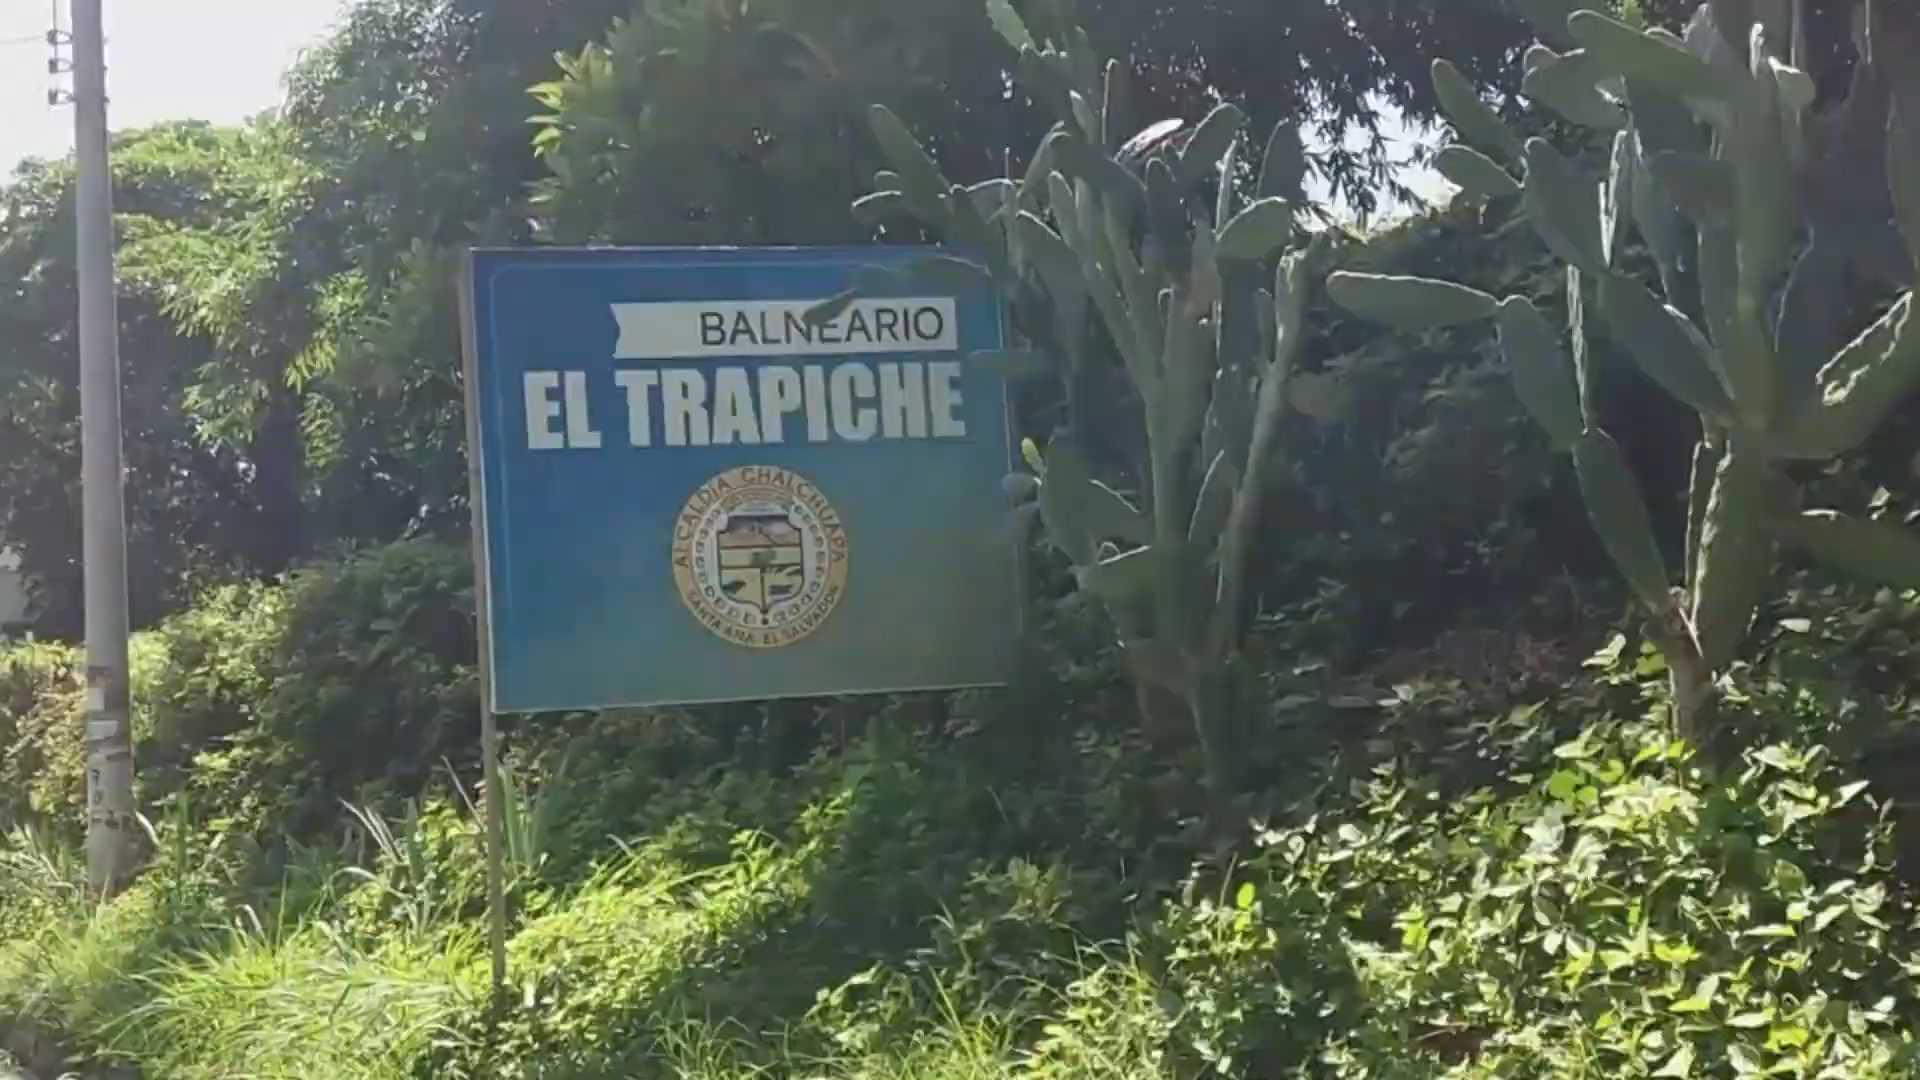 BALNEARIO
EL TRAPICHE
ALCALDIA CHALCHUAPA
SANTA ANA EL SALVADOR